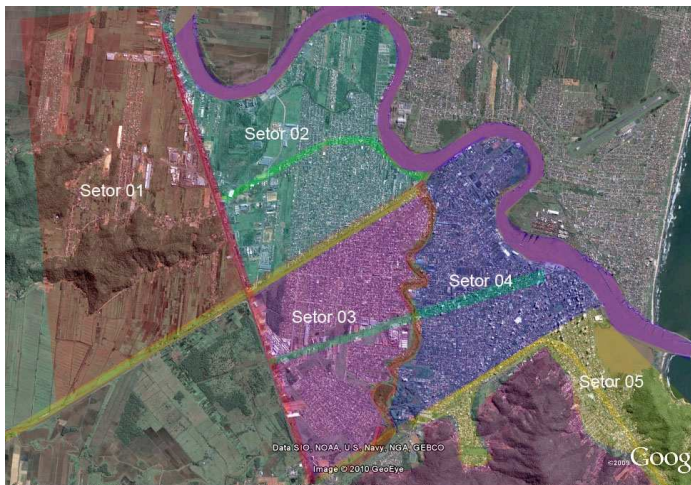 Setor 02
Setor 01
Setor 04
Setor 03
Setor 05
Data SIO, NOAA, U.S. Navy, NGA, GEBCO
Image © 2010 GeoEye
©2009 Goog